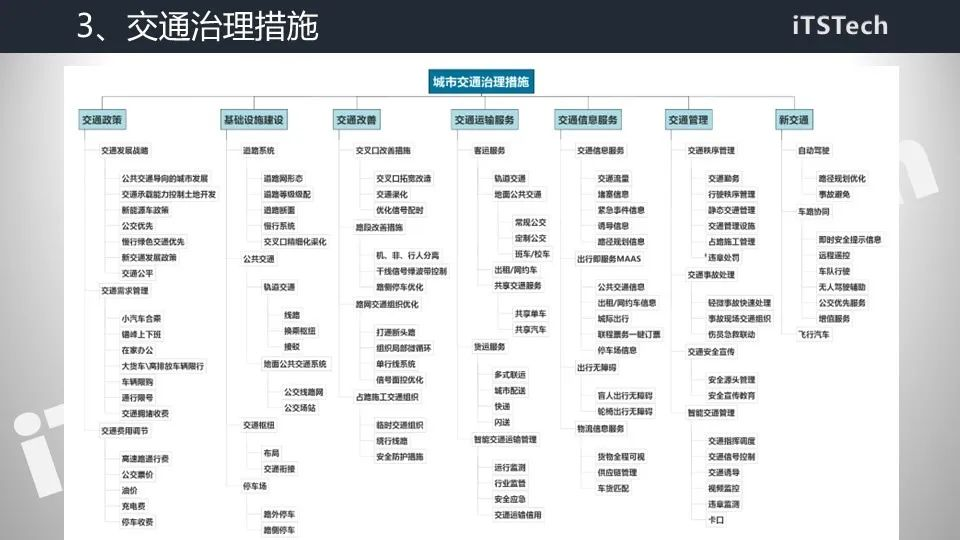 3、交通治理措施
iTSTech
城市交通治理措施
交通政策
交通发展战略
公共交通导向的城市发展
交通承载能力控制土地开发
新能源车政策
公交优先
慢行绿色交通优先
新交通发展政策
交通公平
交通需求管理
小汽车合乘
错峰上下班
在家办公
大货车\高排放车辆限行
车辆限购
通行限号
交通拥堵收费
交通费用调节
高速路通行费
公交票价
油价
充电费
停车收费
基础设施建设
道路系统
道路网形态
道路等级级配
道路断面
慢行系统
交叉口精细化渠化
公共交通
轨道交通
线路
换乘枢纽
接驳
地面公共交通系统
公交线路网
公交场站
交通枢纽
布局
交通衔接
停车场
路外停车
路侧停车
交通改善
交叉口改善措施
交叉口拓宽改造
交通渠化
优化信号配时
路段改善措施
机、非、行人分离
干线信号绿波带控制
路侧停车优化
路网交通组织优化
打通断头路
组织局部微循环
单行线系统
信号面控优化
占路施工交通组织
临时交通组织
绕行线路
安全防护措施
交通运输服务
客运服务
轨道交通
地面公共交通
常规公交
定制公交
班车/校车
出租/网约车
共享交通服务
共享单车
共享汽车
货运服务
多式联运
城市配送
快递
闪送
智能交通运输管理
运行监测
行业监管
安全应急
交通运输信用
交通信息服务
交通信息服务
交通流量
堵塞信息
紧急事件信息
诱导信息
路径规划信息
出行即服务MAAS
公共交通信息
出租/网约车信息
城际出行
联程票务一键订票
停车场信息
出行无障碍
盲人出行无障碍
轮椅出行无障碍
物流信息服务
货物全程可视
供应链管理
车货匹配
交通管理
交通秩序管理
交通勤务
行驶秩序管理
静态交通管理
交通管理设施
占路施工管理
违章处罚
交通事故处理
轻微事故快速处理
事故现场交通组织
伤员急救联动
交通安全宣传
安全源头管理
安全宣传教育
智能交通管理
交通指挥调度
交通信号控制
交通诱导
视频监控
违章监测
卡口
新交通
自动驾驶
路径规划优化
事故避免
车路协同
即时安全提示信息
远程遥控
车队行驶
无人驾驶辅助
公交优先服务
增值服务
飞行汽车